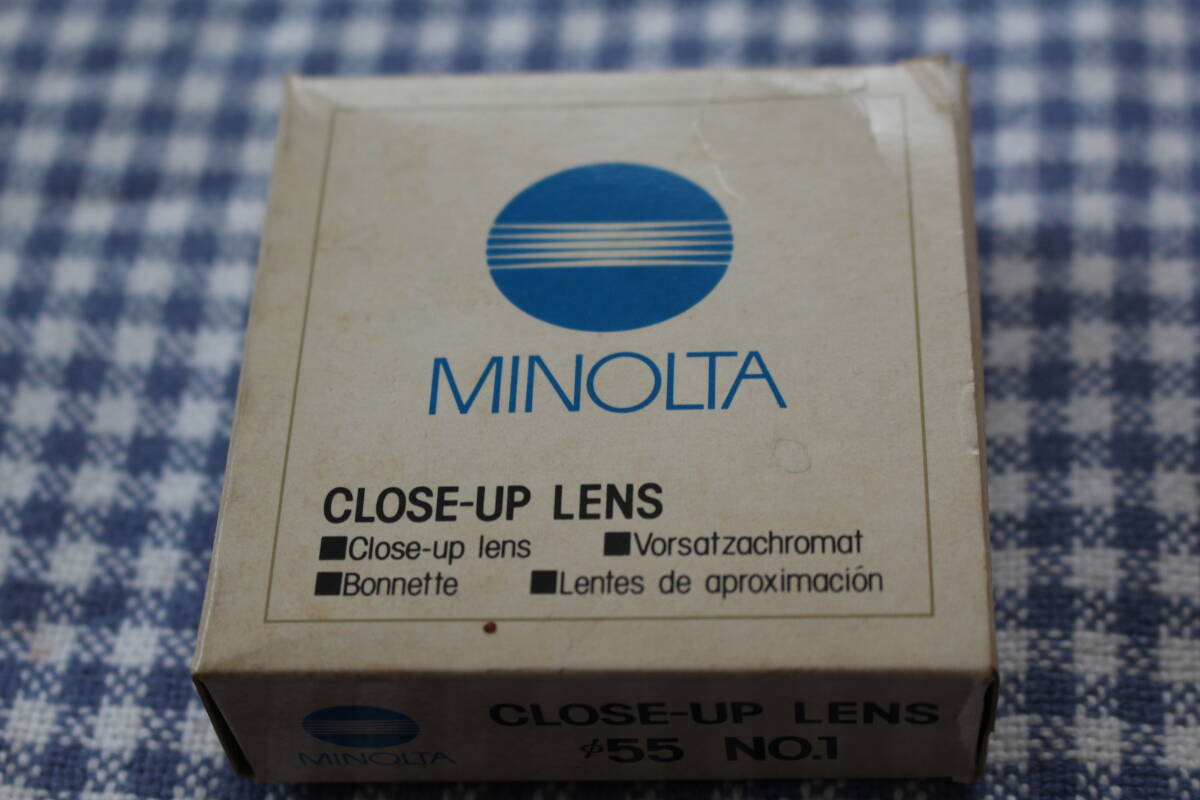 MINOLTA
CLOSE-UP LENS
■Close-up lens ■Vorsatzachromat
■Bonnette ■Lentes de aproximación
MINOLTA
CLOSE-UP LENS
φ55 NO.1